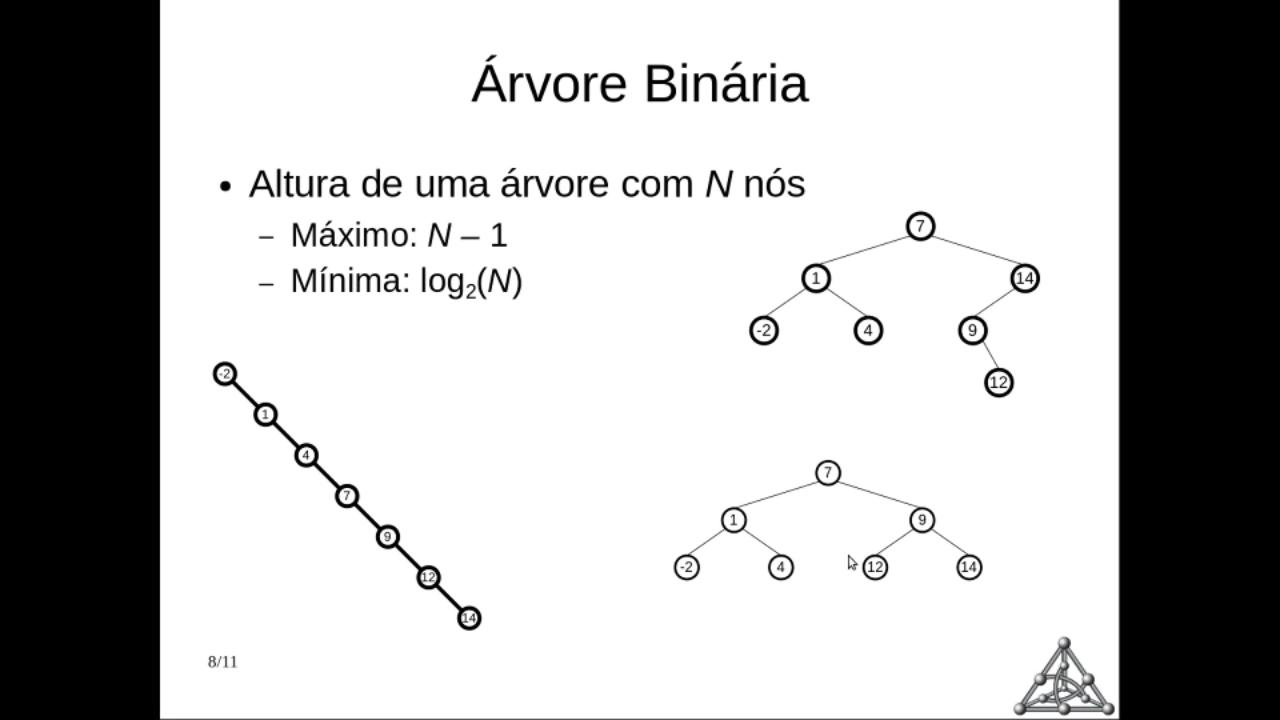 Árvore Binária
• Altura de uma árvore com N nós
– Máximo: N – 1
– Mínima: log2(N)
7
1 14
-2 4 9
12
-2
1
4
7
9
12
14
7
1 9
-2 4 12 14
8/11